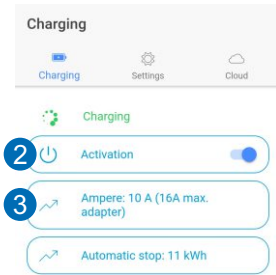 Charging
Charging Settings Cloud
Charging
2 Activation
3 Ampere: 10 A (16A max.
adapter)
Automatic stop: 11 kWh